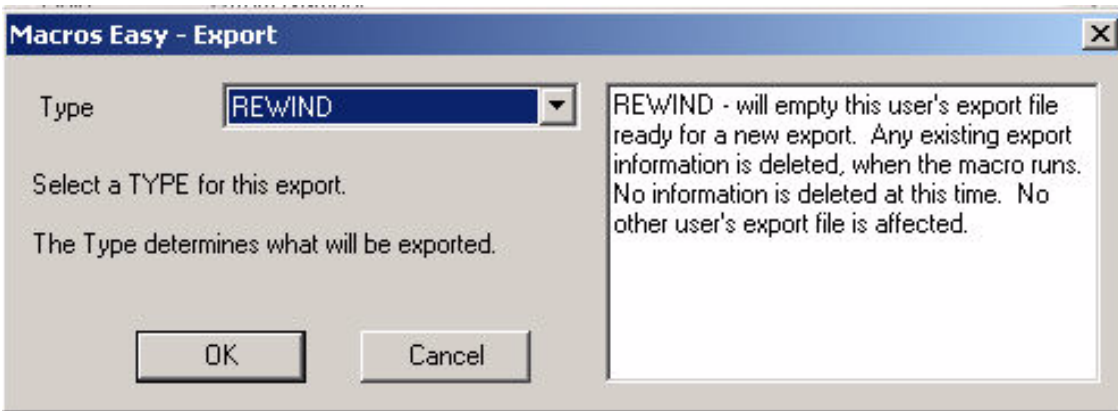 Macros Easy - Export
Type
REWIND
Select a TYPE for this export.
The Type determines what will be exported.
OK
Cancel
REWIND - will empty this user's export file
ready for a new export.  Any existing export
information is deleted, when the macro runs.
No information is deleted at this time.  No
other user's export file is affected.